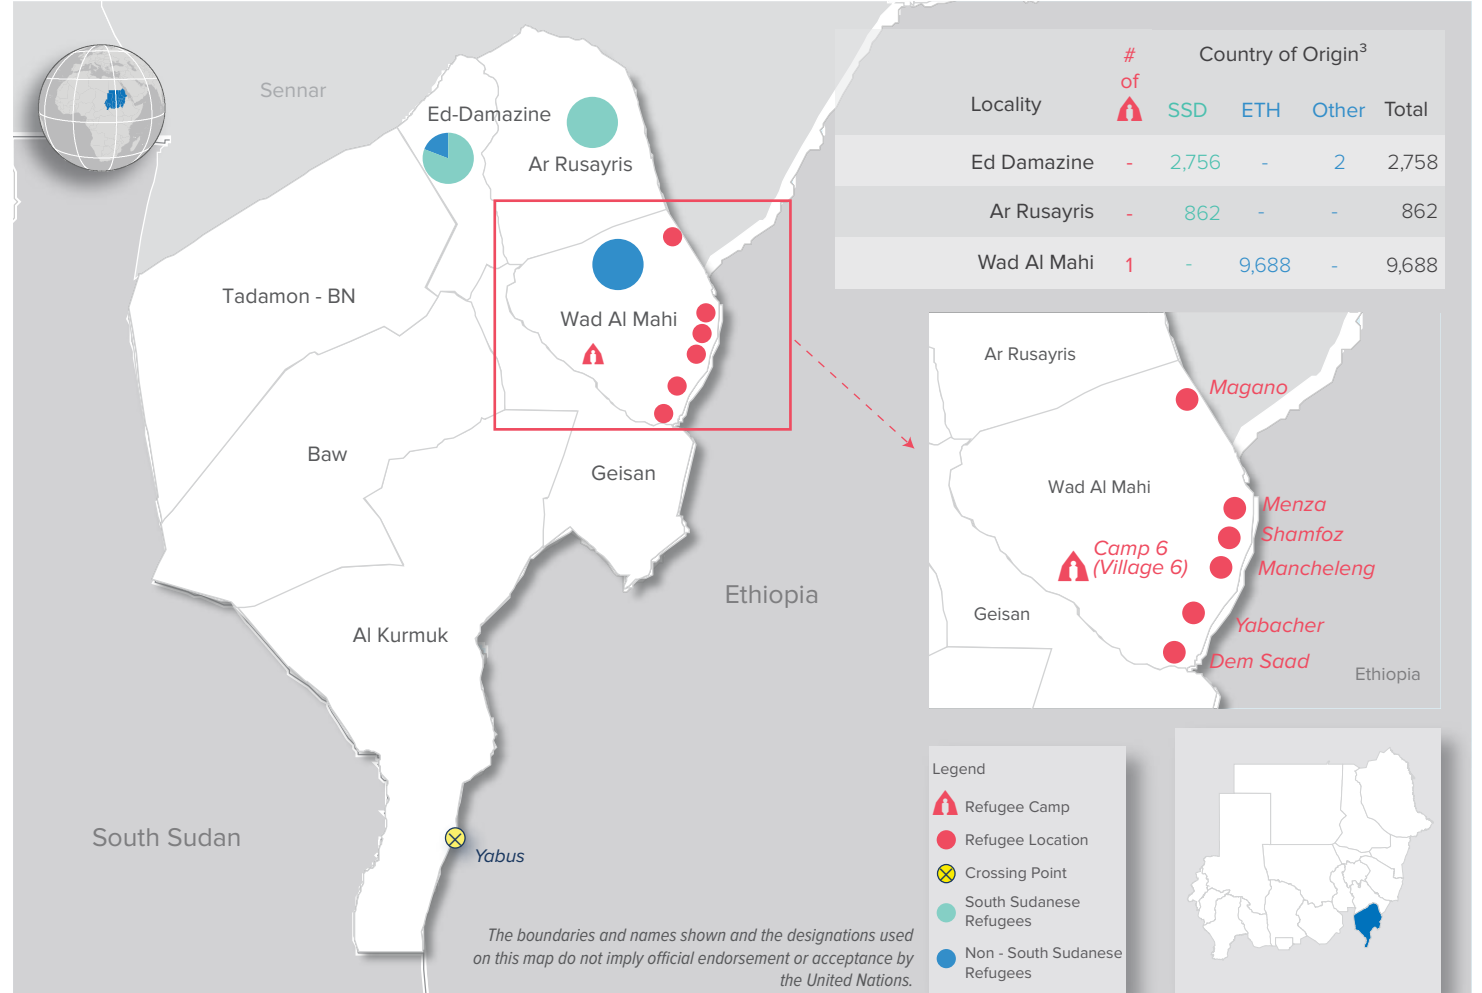 Sennar
Ed-Damazine
Ar Rusayris
Tadamon - BN
Wad Al Mahi
Baw
Geisan
Ethiopia
Al Kurmuk
South Sudan
Yabus
The boundaries and names shown and the designations used
on this map do not imply official endorsement or acceptance by
the United Nations.
# of Country of Origin³
Locality SSD ETH Other Total
Ed Damazine - 2,756 - 2 2,758
Ar Rusayris - 862 - - 862
Wad Al Mahi 1 - 9,688 - 9,688
Ar Rusayris
Magano
Wad Al Mahi
Menza
Shamfoz
Camp 6
(Village 6)
Mancheleng
Geisan
Yabacher
Dem Saad
Ethiopia
Legend
Refugee Camp
Refugee Location
Crossing Point
South Sudanese
Refugees
Non - South Sudanese
Refugees